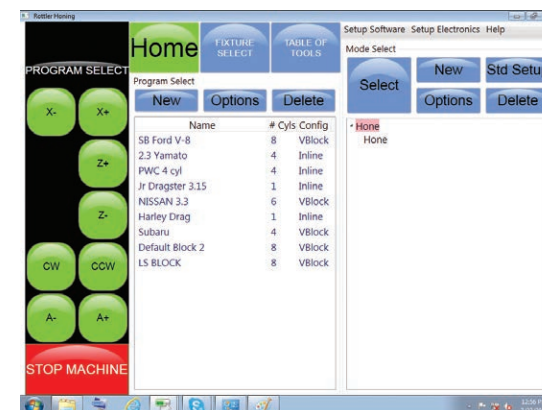 Rottler Honing
PROGRAM SELECT
X- X+
Z+
Z-
CW CCW
A- A+
STOP MACHINE
Home FIXTURE SELECT TABLE OF TOOLS
Program Select
New Options Delete
Name # Cyls Config
SB Ford V-8 8 VBlock
2.3 Yamato 4 Inline
PWC 4 cyl 4 Inline
Jr Dragster 3.15 1 Inline
NISSAN 3.3 6 VBlock
Harley Drag 1 Inline
Subaru 4 VBlock
Default Block 2 8 VBlock
LS BLOCK 8 VBlock
Setup Software Setup Electronics Help
Mode Select
Select New Std Setu
Options Delete
Hone
Hone